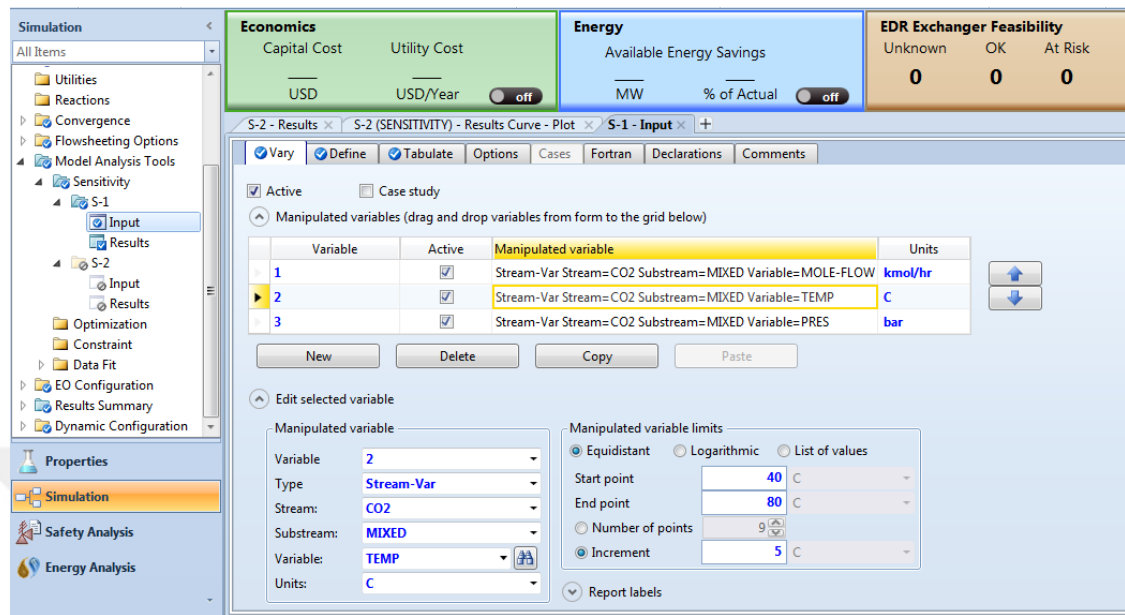 Simulation <
All Items
Utilities
Reactions
Convergence
Flowsheeting Options
Model Analysis Tools
Sensitivity
S-1
Input
Results
S-2
Input
Results
Optimization
Constraint
Data Fit
EO Configuration
Results Summary
Dynamic Configuration
Properties
Simulation
Safety Analysis
Energy Analysis
Economics
Capital Cost Utility Cost
USD USD/Year off
Energy
Available Energy Savings
MW % of Actual off
EDR Exchanger Feasibility
Unknown OK At Risk
0 0 0
S-2 - Results × S-2 (SENSITIVITY) - Results Curve - Plot × S-1 - Input × +
Vary Define Tabulate Options Cases Fortran Declarations Comments
Active Case study
Manipulated variables (drag and drop variables from form to the grid below)
Variable Active Manipulated variable Units
1 Stream-Var Stream=CO2 Substream=MIXED Variable=MOLE-FLOW kmol/hr
2 Stream-Var Stream=CO2 Substream=MIXED Variable=TEMP C
3 Stream-Var Stream=CO2 Substream=MIXED Variable=PRES bar
New Delete Copy Paste
Edit selected variable
Manipulated variable
Variable 2
Type Stream-Var
Stream: CO2
Substream: MIXED
Variable: TEMP
Units: C
Manipulated variable limits
Equidistant Logarithmic List of values
Start point 40 C
End point 80 C
Number of points 9
Increment 5 C
Report labels